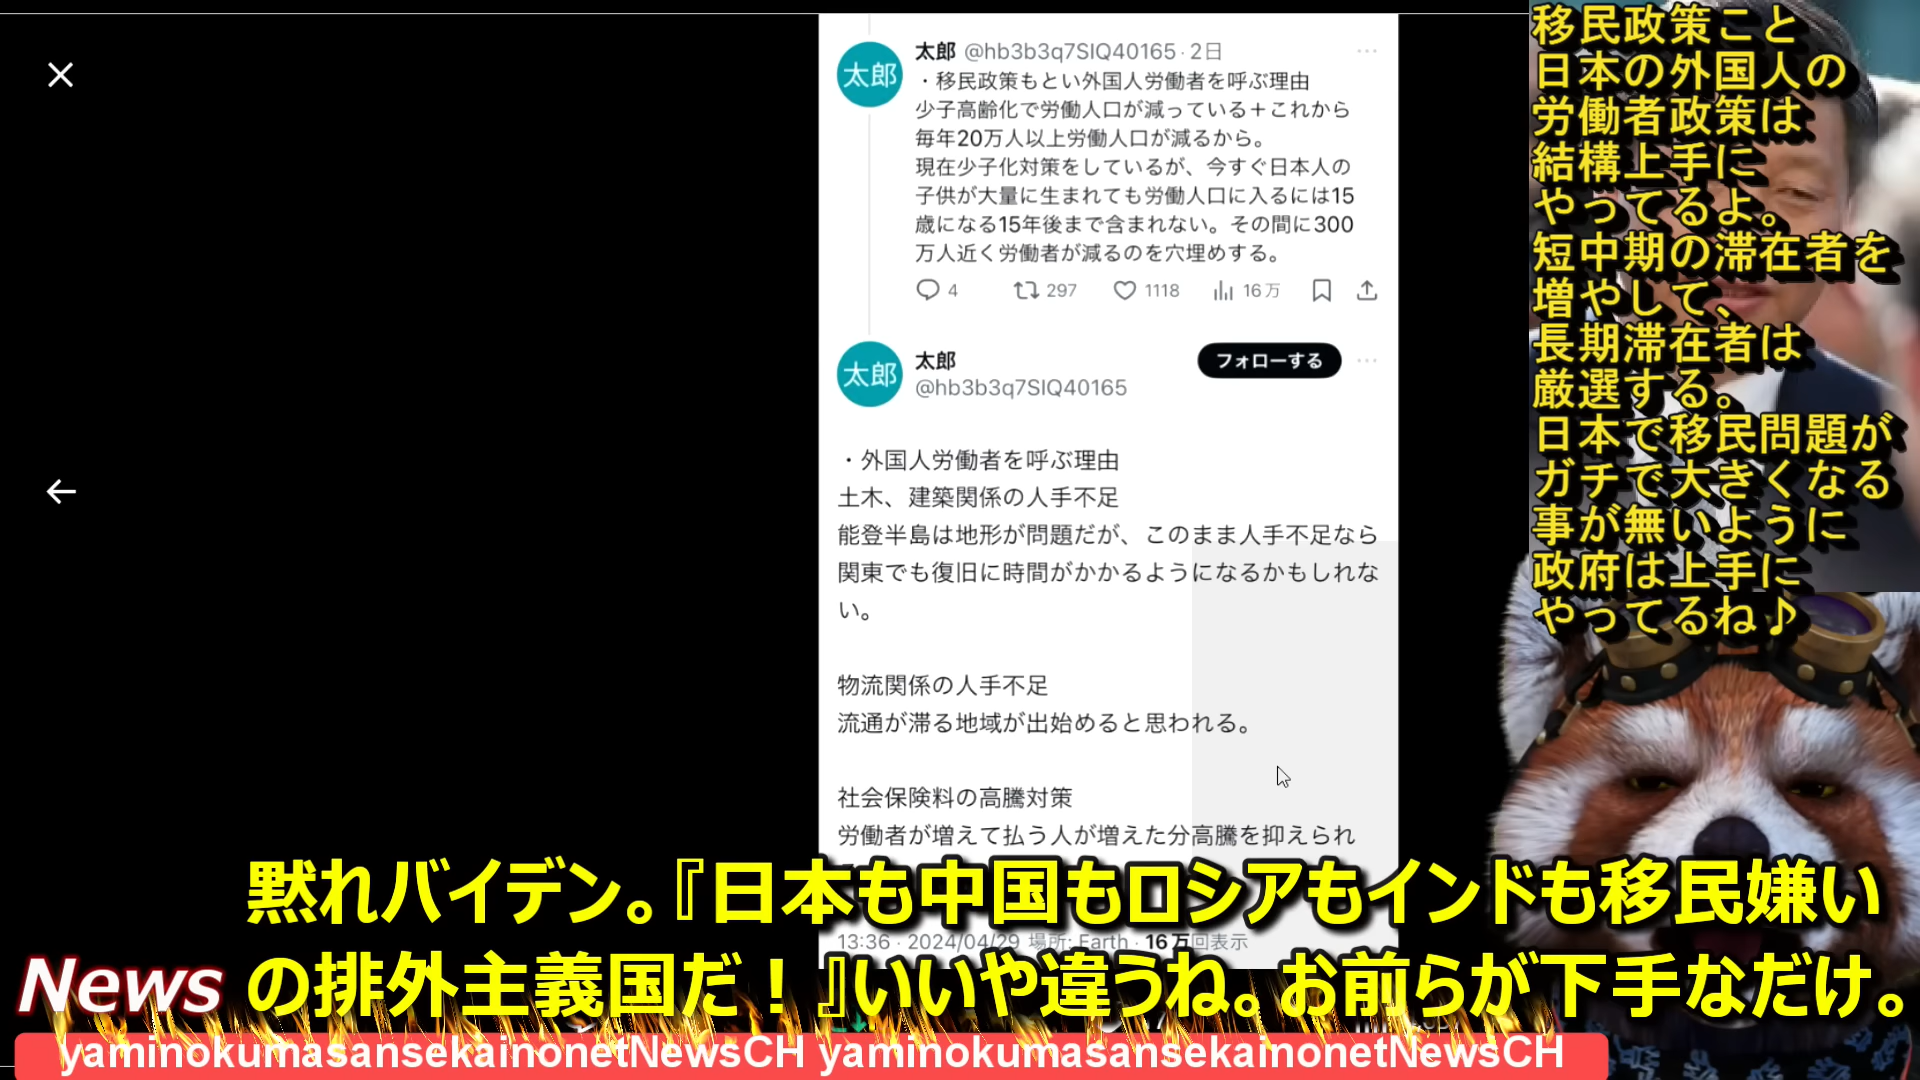 太郎 @hb3b3q7SIQ40165・2日
太郎
・移民政策もとい外国人労働者を呼ぶ理由
少子高齢化で労働人口が減っている＋これから
毎年20万人以上労働人口が減るから。
現在少子化対策をしているが、今すぐ日本人の
子供が大量に生まれても労働人口に入るには15
歳になる15年後まで含まれない。その間に300
万人近く労働者が減るのを穴埋めする。
4 297 1118 16万
太郎
太郎
@hb3b3q7SIQ40165
フォローする
・外国人労働者を呼ぶ理由
土木、建築関係の人手不足
能登半島は地形が問題だが、このまま人手不足なら
関東でも復旧に時間がかかるようになるかもしれな
い。
物流関係の人手不足
流通が滞る地域が出始めると思われる。
社会保険料の高騰対策
労働者が増えて払う人が増えた分高騰を抑えられ
13:36・2024/04/29 場所: Earth・16万回表示
移民政策こと
日本の外国人の
労働者政策は
結構上手に
やってるよ。
短中期の滞在者を
増やして、
長期滞在者は
厳選する。
日本で移民問題が
ガチで大きくなる
事が無いように
政府は上手に
やってるね♪
黙れバイデン。『日本も中国もロシアもインドも移民嫌い
の排外主義国だ！』いいや違うね。お前らが下手なだけ。
News
yaminokumasansekainonetNewsCH yaminokumasansekainonetNewsCH